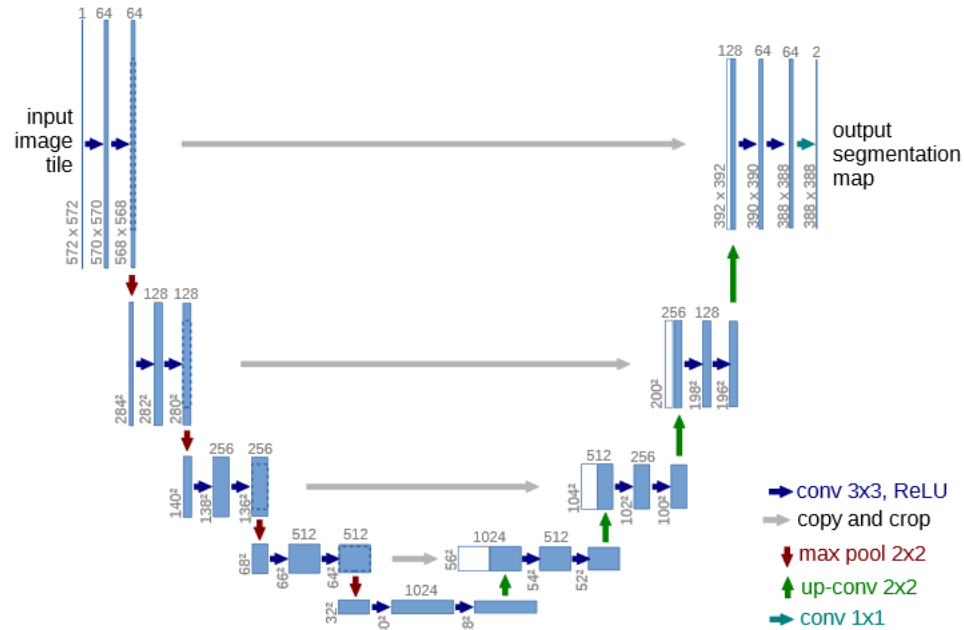 1 64 64
input
image
tile
572 x 572
570 x 570
568 x 568
128 64 64 2
output
segmentation
map
392 x 392
390 x 390
388 x 388
388 x 388
128 128
284²
282²
280²
256 128
200²
198²
196²
256 256
140²
138²
136²
512 256
104²
102²
100²
512 512
68²
66²
64²
1024 512
56²
54²
52²
1024
32²
conv 3x3, ReLU
copy and crop
max pool 2x2
up-conv 2x2
conv 1x1